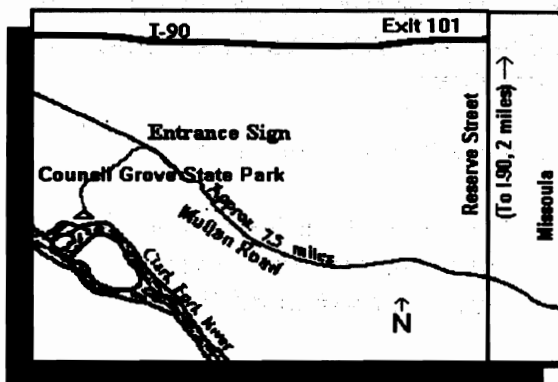 I-90
Exit 101
Entrance Sign
Council Grove State Park
Approx. 7.5 miles
Mullan Road
Clark Fork River
Reserve Street
(To I-90, 2 miles) →
Missoula
N